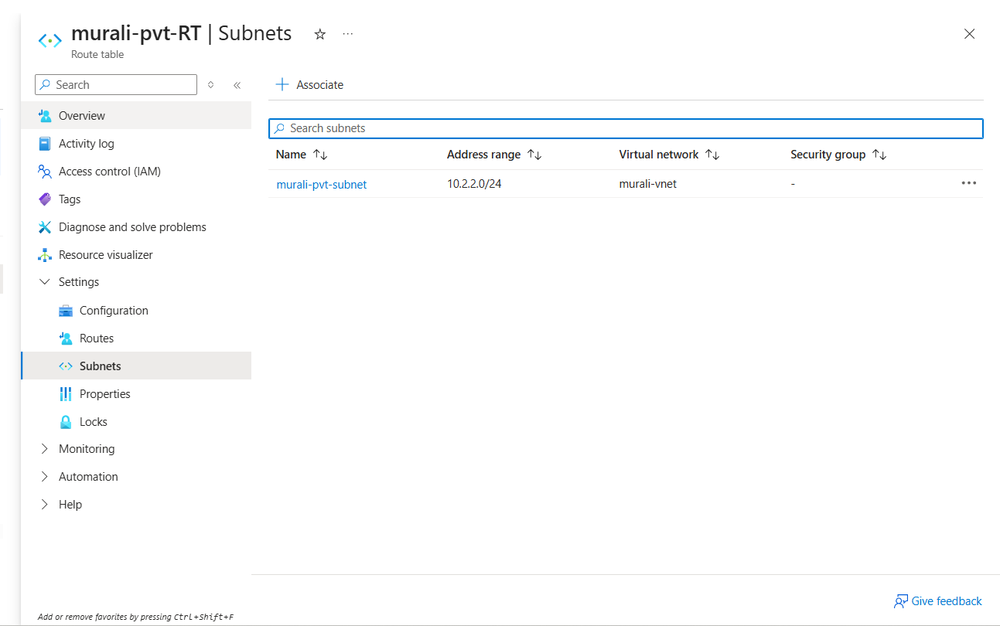 murali-pvt-RT | Subnets
Route table
Search
Associate
Overview
Activity log
Access control (IAM)
Tags
Diagnose and solve problems
Resource visualizer
Settings
Configuration
Routes
Subnets
Properties
Locks
Monitoring
Automation
Help
Search subnets
Name Address range Virtual network Security group
murali-pvt-subnet 10.2.2.0/24 murali-vnet -
Give feedback
Add or remove favorites by pressing Ctrl+Shift+F